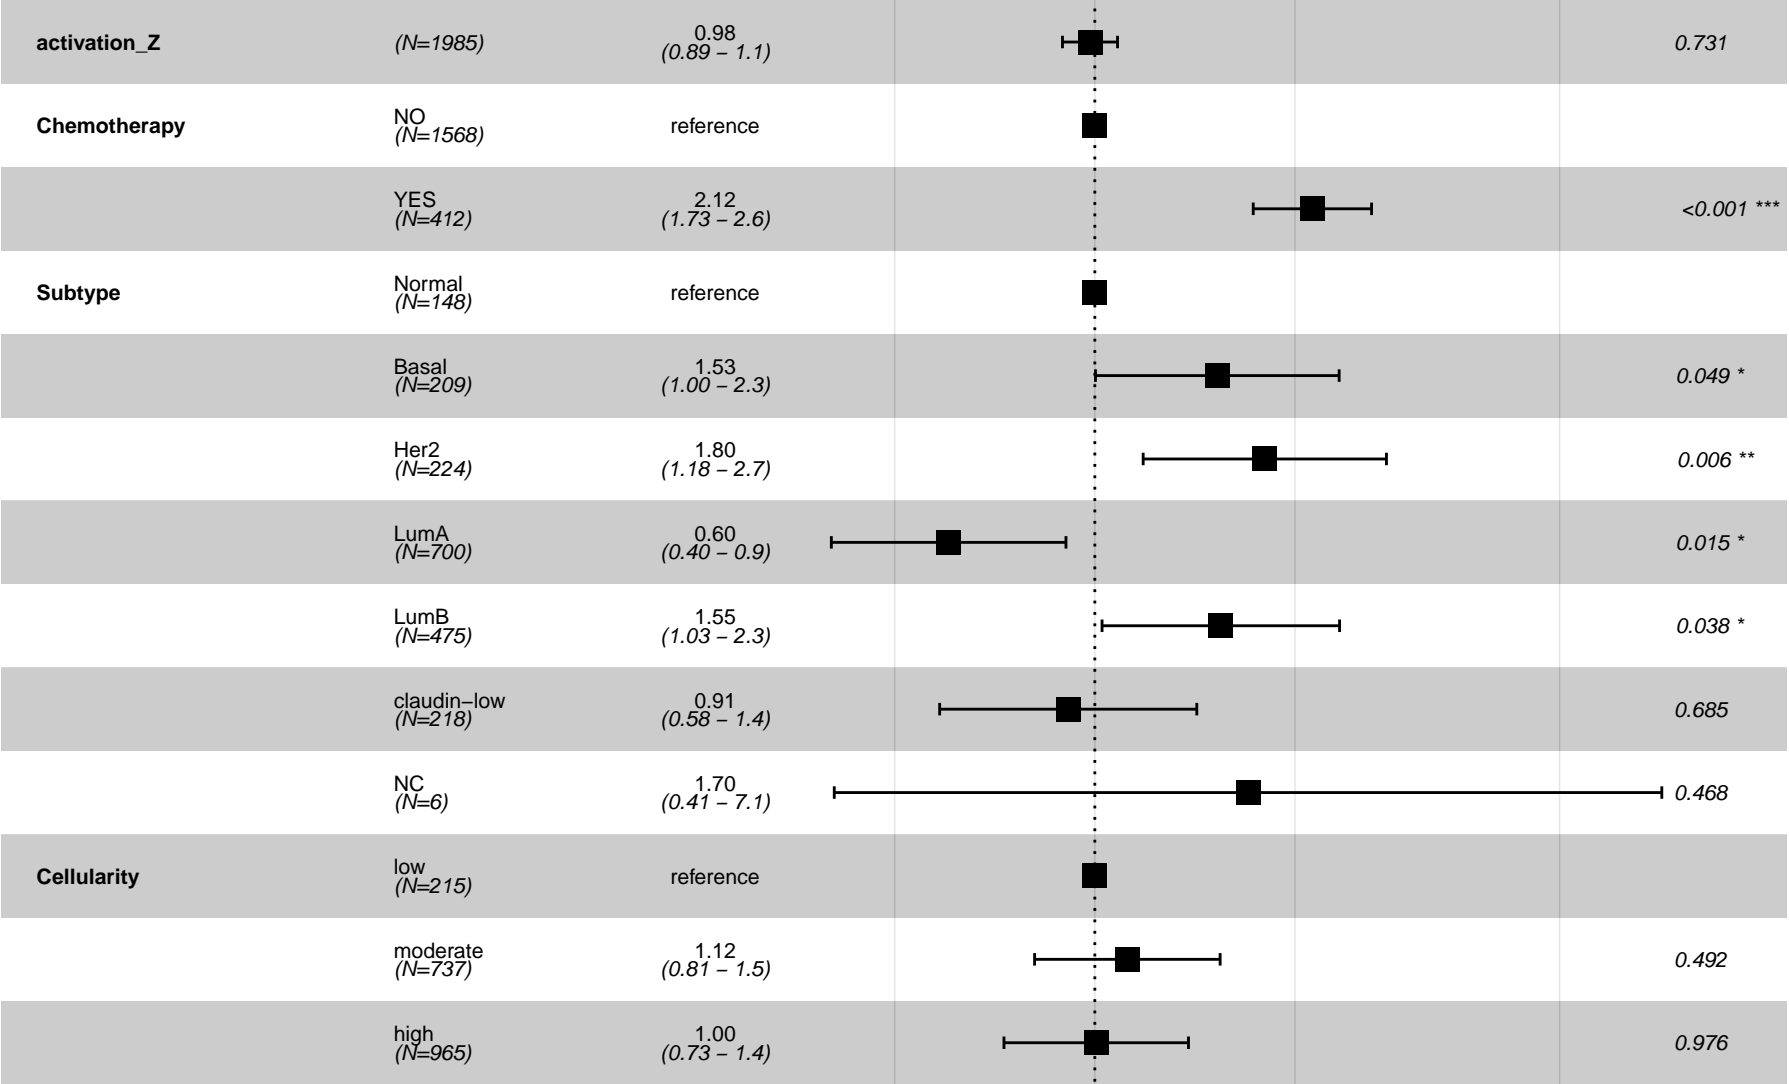 activation_Z (N=1985) 0.98 0.731
(0.89 – 1.1)
Chemotherapy NO reference
(N=1568)
YES 2.12 <0.001 ***
(N=412) (1.73 – 2.6)
Subtype Normal reference
(N=148)
Basal 1.53 0.049 *
(N=209) (1.00 – 2.3)
Her2 1.80 0.006 **
(N=224) (1.18 – 2.7)
LumA 0.60 0.015 *
(N=700) (0.40 – 0.9)
LumB 1.55 0.038 *
(N=475) (1.03 – 2.3)
claudin–low 0.91 0.685
(N=218) (0.58 – 1.4)
NC 1.70 0.468
(N=6) (0.41 – 7.1)
Cellularity low reference
(N=215)
moderate 1.12 0.492
(N=737) (0.81 – 1.5)
high 1.00 0.976
(N=965) (0.73 – 1.4)